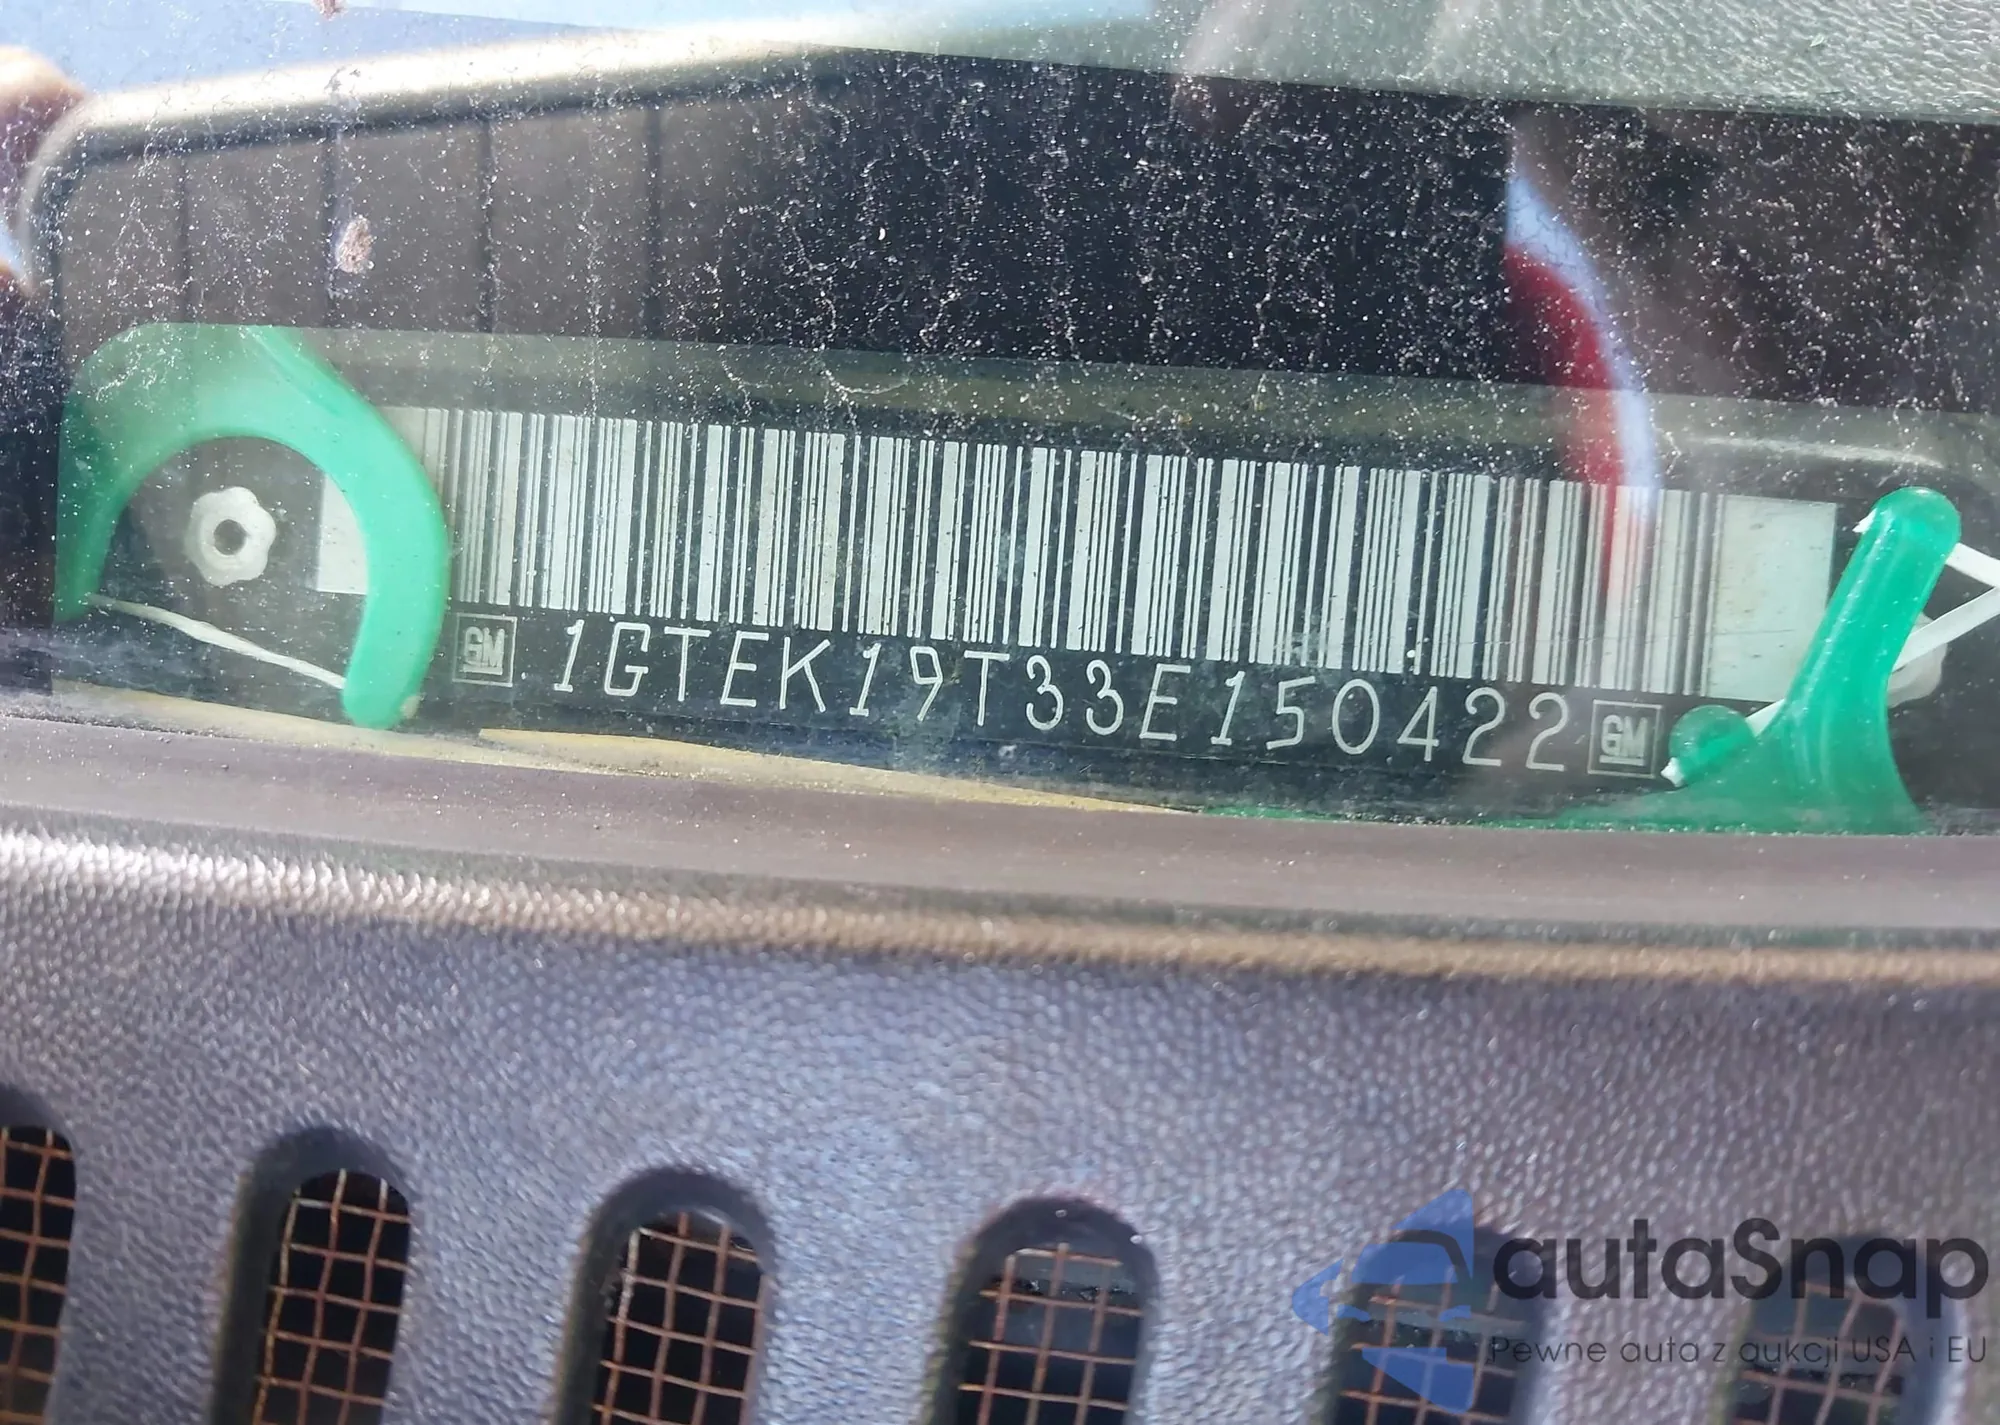 GM 1GTEK19T33E150422 GM
autaSnap
Pewne auta z aukcji USA i EU